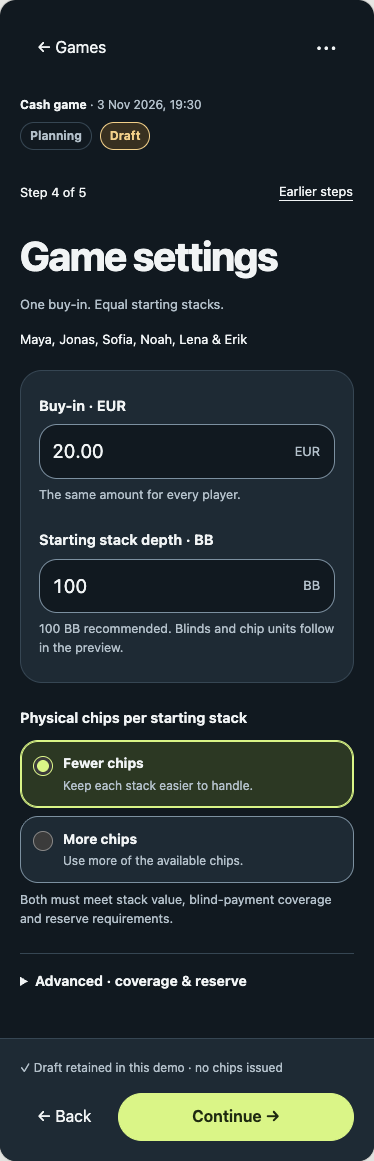 ← Games
Cash game · 3 Nov 2026, 19:30
Planning
Draft
Step 4 of 5
Earlier steps
Game settings
One buy-in. Equal starting stacks.
Maya, Jonas, Sofia, Noah, Lena & Erik
Buy-in · EUR
20.00 EUR
The same amount for every player.
Starting stack depth · BB
100 BB
100 BB recommended. Blinds and chip units follow
in the preview.
Physical chips per starting stack
Fewer chips
Keep each stack easier to handle.
More chips
Use more of the available chips.
Both must meet stack value, blind-payment coverage
and reserve requirements.
▶ Advanced · coverage & reserve
✓ Draft retained in this demo · no chips issued
← Back
Continue →